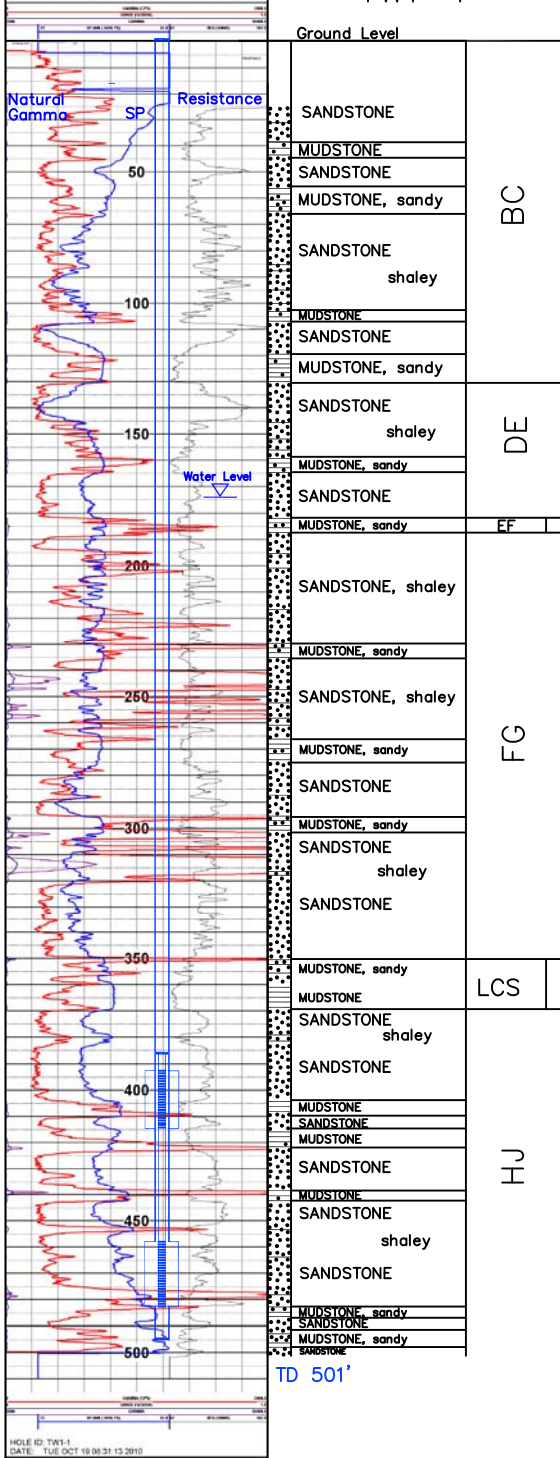 Ground Level
Natural Gamma
SP
Resistance
SANDSTONE
MUDSTONE
50
SANDSTONE
MUDSTONE, sandy
BC
SANDSTONE
shaley
100
MUDSTONE
SANDSTONE
MUDSTONE, sandy
SANDSTONE
DE
shaley
150
MUDSTONE, sandy
Water Level
SANDSTONE
MUDSTONE, sandy
EF
200
SANDSTONE, shaley
MUDSTONE, sandy
250
SANDSTONE, shaley
FG
MUDSTONE, sandy
SANDSTONE
300
MUDSTONE, sandy
SANDSTONE
shaley
SANDSTONE
350
MUDSTONE, sandy
LCS
MUDSTONE
SANDSTONE
shaley
SANDSTONE
400
MUDSTONE
SANDSTONE
MUDSTONE
HJ
SANDSTONE
MUDSTONE
450
SANDSTONE
shaley
SANDSTONE
MUDSTONE, sandy
SANDSTONE
MUDSTONE, sandy
500
SANDSTONE
TD 501'
HOLE ID: TW1-1
DATE: TUE OCT 19 08:31:13 2010